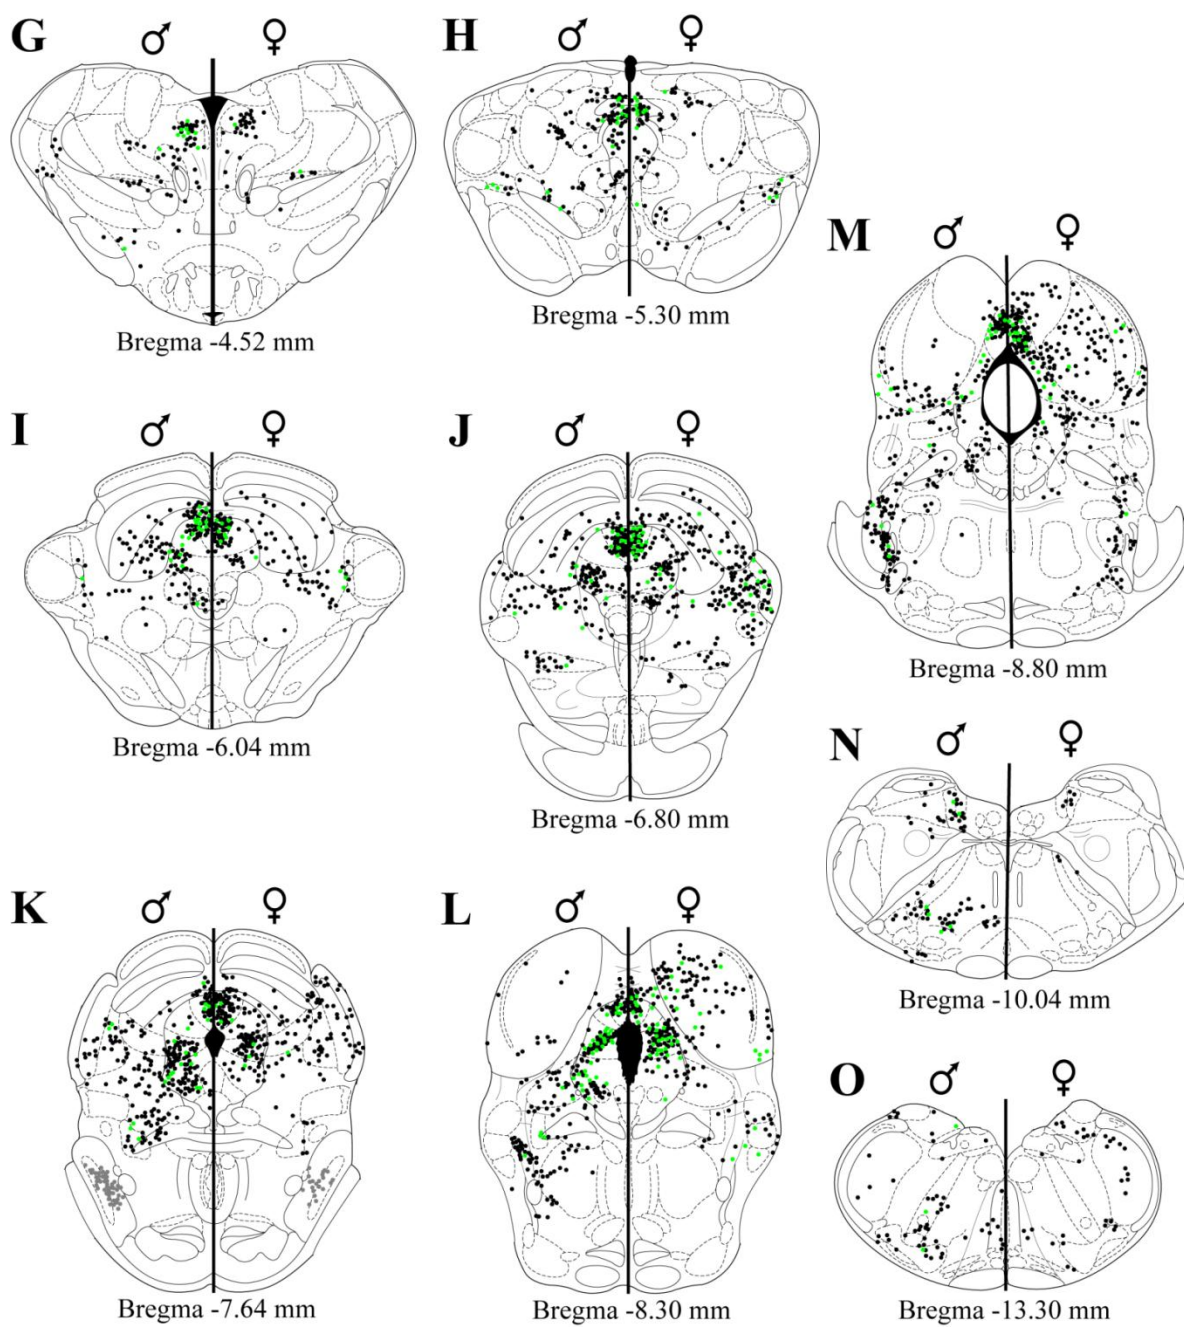 G ♂ ♀
Bregma -4.52 mm
H ♂ ♀
Bregma -5.30 mm
I ♂ ♀
Bregma -6.04 mm
J ♂ ♀
Bregma -6.80 mm
K ♂ ♀
Bregma -7.64 mm
L ♂ ♀
Bregma -8.30 mm
M ♂ ♀
Bregma -8.80 mm
N ♂ ♀
Bregma -10.04 mm
O ♂ ♀
Bregma -13.30 mm